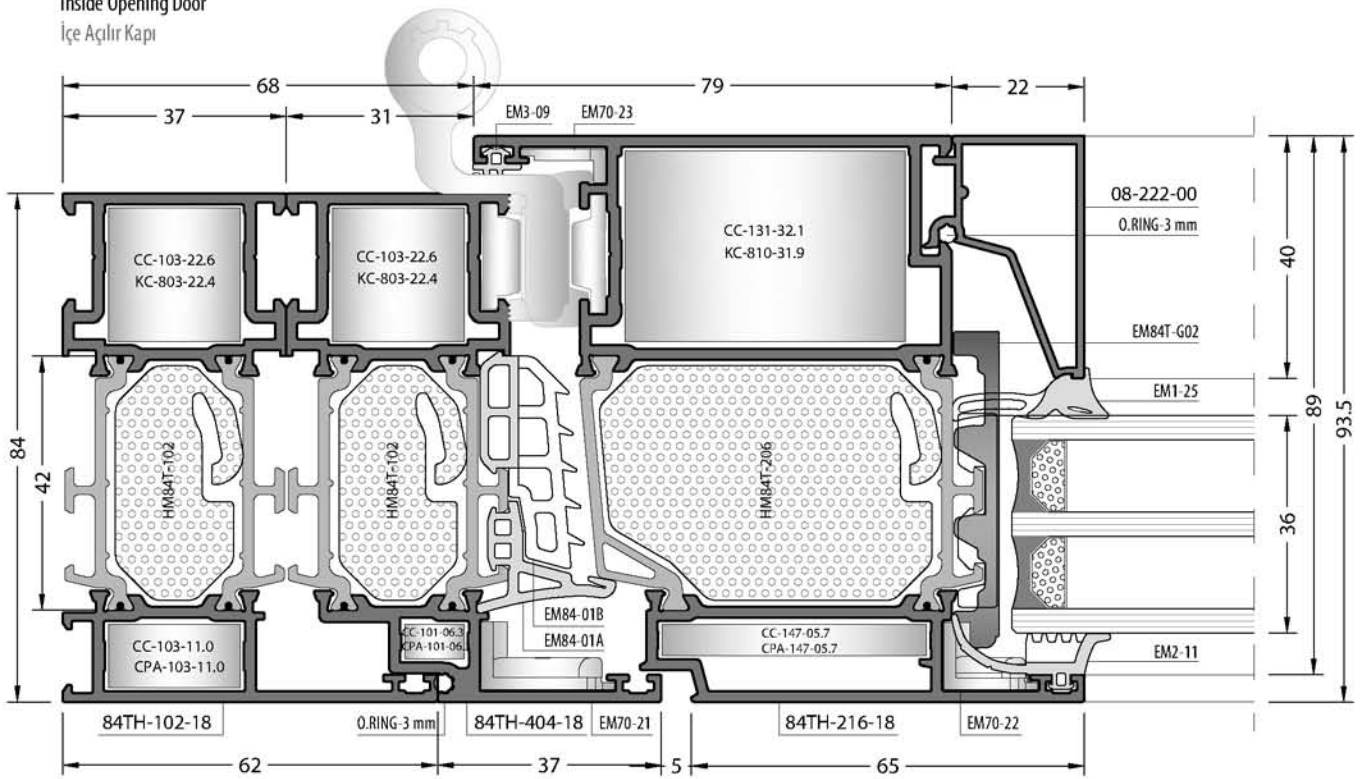 Inside Opening Door
İçe Açılır Kapı
68
79
22
37
31
EM3-09
EM70-23
08-222-00
O.RING-3 mm
CC-131-32.1
KC-810-31.9
CC-103-22.6
KC-803-22.4
CC-103-22.6
KC-803-22.4
40
EM84T-G02
EM1-25
89
93.5
84
42
HM84T-102
HM84T-102
HM84T-206
36
EM84-01B
EM84-01A
CC-103-11.0
CPA-103-11.0
CC-101-06.3
CC-147-05.7
CPA-147-05.7
EM2-11
84TH-102-18
O.RING-3 mm
84TH-404-18
EM70-21
84TH-216-18
EM70-22
62
37
5
65